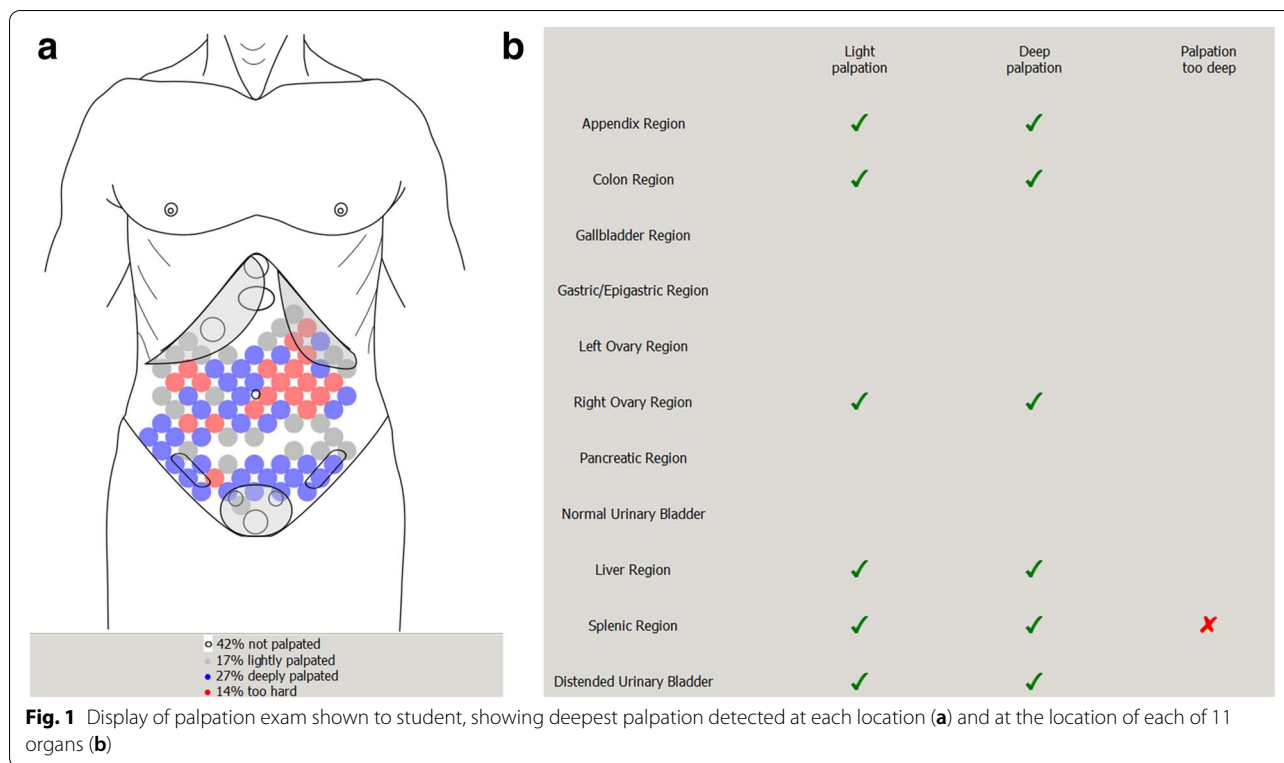 a
b
Light palpation
Deep palpation
Palpation too deep
Appendix Region ✓ ✓
Colon Region ✓ ✓
Gallbladder Region
Gastric/Epigastric Region
Left Ovary Region
Right Ovary Region ✓ ✓
Pancreatic Region
Normal Urinary Bladder
Liver Region ✓ ✓
Splenic Region ✓ ✓ ✘
Distended Urinary Bladder ✓ ✓
42% not palpated
17% lightly palpated
27% deeply palpated
14% too hard
Fig. 1 Display of palpation exam shown to student, showing deepest palpation detected at each location (a) and at the location of each of 11
organs (b)